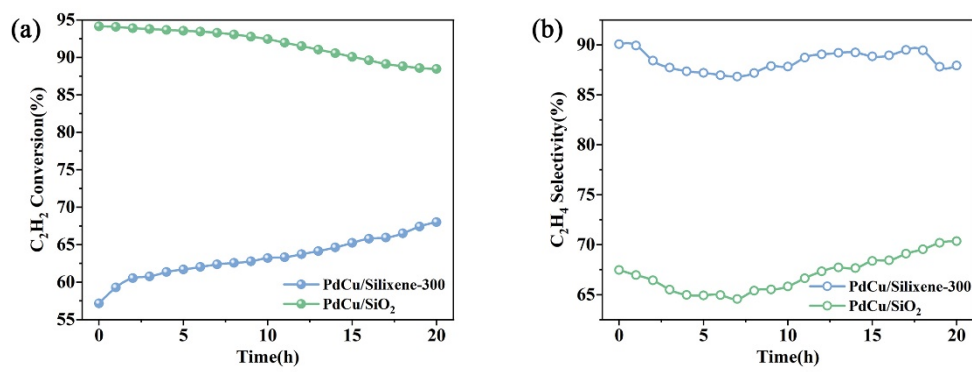 (a)
95
90
85
80
75
70
65
60
55
C₂H₂ Conversion(%)
PdCu/Silixene-300
PdCu/SiO₂
0 5 10 15 20
Time(h)
(b)
90
85
80
75
70
65
C₂H₄ Selectivity(%)
PdCu/Silixene-300
PdCu/SiO₂
0 5 10 15 20
Time(h)